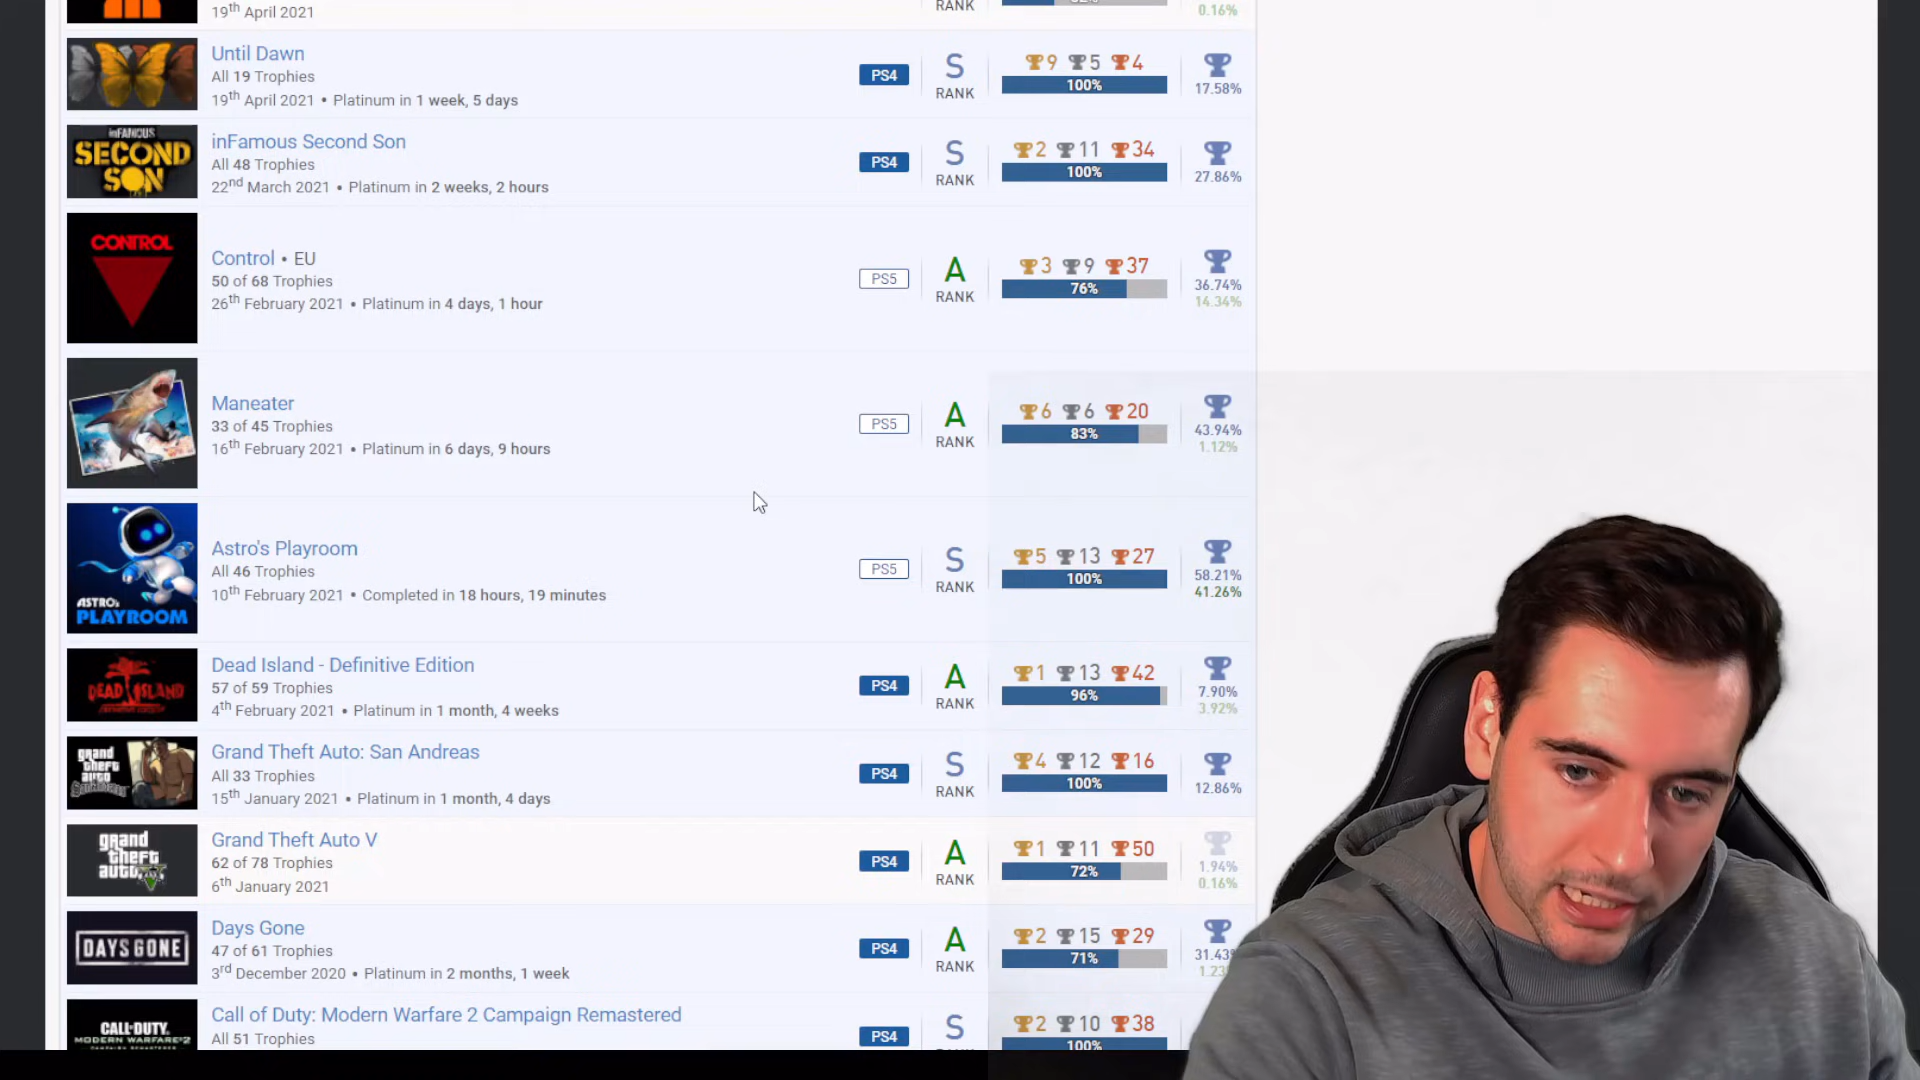 19th April 2021
RANK
0.16%
Until Dawn
All 19 Trophies
19th April 2021 • Platinum in 1 week, 5 days
PS4
S
RANK
9 5 4
100%
17.58%
inFAMOUS
SECOND
SON
inFamous Second Son
All 48 Trophies
22nd March 2021 • Platinum in 2 weeks, 2 hours
PS4
S
RANK
2 11 34
100%
27.86%
CONTROL
Control • EU
50 of 68 Trophies
26th February 2021 • Platinum in 4 days, 1 hour
PS5
A
RANK
3 9 37
76%
36.74%
14.34%
Maneater
33 of 45 Trophies
16th February 2021 • Platinum in 6 days, 9 hours
PS5
A
RANK
6 6 20
83%
43.94%
1.12%
ASTRO's
PLAYROOM
Astro's Playroom
All 46 Trophies
10th February 2021 • Completed in 18 hours, 19 minutes
PS5
S
RANK
5 13 27
100%
58.21%
41.26%
DEAD ISLAND
Dead Island - Definitive Edition
57 of 59 Trophies
4th February 2021 • Platinum in 1 month, 4 weeks
PS4
A
RANK
1 13 42
96%
7.90%
3.92%
grand
theft
auto
SanAndreas
Grand Theft Auto: San Andreas
All 33 Trophies
15th January 2021 • Platinum in 1 month, 4 days
PS4
S
RANK
4 12 16
100%
12.86%
grand
theft
auto V
Grand Theft Auto V
62 of 78 Trophies
6th January 2021
PS4
A
RANK
1 11 50
72%
1.94%
0.16%
DAYS GONE
Days Gone
47 of 61 Trophies
3rd December 2020 • Platinum in 2 months, 1 week
PS4
A
RANK
2 15 29
71%
31.43%
1.23
CALL OF DUTY
MODERN WARFARE 2
Call of Duty: Modern Warfare 2 Campaign Remastered
All 51 Trophies
PS4
S
2 10 38
100%